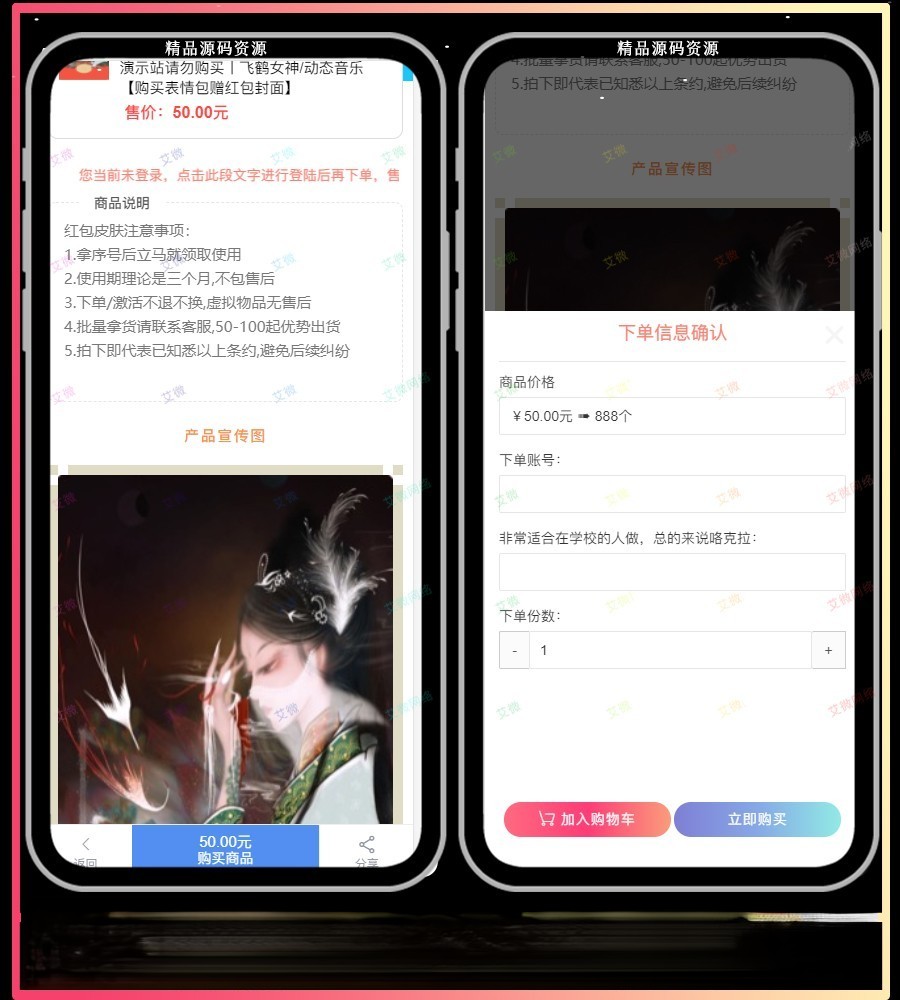 精品源码资源
演示站请勿购买丨飞鹤女神/动态音乐
【购买表情包赠红包封面】
售价：50.00元
您当前未登录，点击此段文字进行登陆后再下单，售
商品说明
红包皮肤注意事项：
1.拿序号后立马就领取使用
2.使用期理论是三个月,不包售后
3.下单/激活不退不换,虚拟物品无售后
4.批量拿货请联系客服,50-100起优势出货
5.拍下即代表已知悉以上条约,避免后续纠纷
产品宣传图
返回
50.00元
购买商品
分享
精品源码资源
4.批量拿货请联系客服,50-100起优势出货
5.拍下即代表已知悉以上条约,避免后续纠纷
产品宣传图
下单信息确认
商品价格
￥50.00元 ➠ 888个
下单账号：
非常适合在学校的人做，总的来说咯克拉：
下单份数：
- 1 +
加入购物车
立即购买
艾微
艾微网络